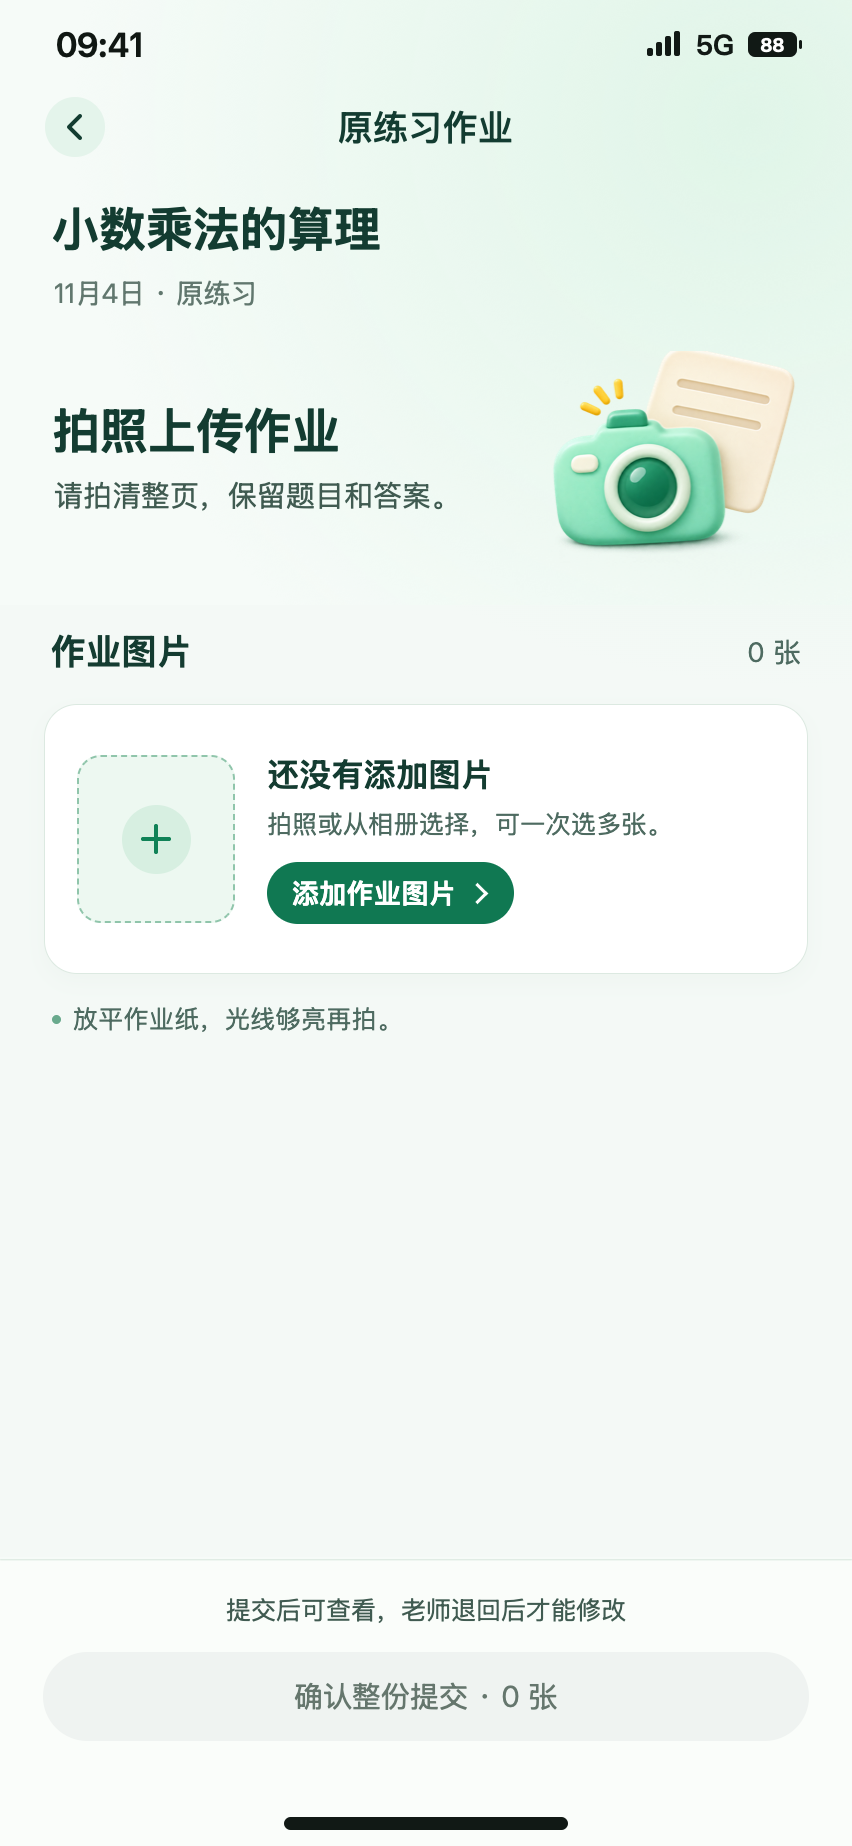 09:41
5G 88
原练习作业
小数乘法的算理
11月4日 · 原练习
拍照上传作业
请拍清整页，保留题目和答案。
作业图片
0 张
还没有添加图片
拍照或从相册选择，可一次选多张。
添加作业图片
放平作业纸，光线够亮再拍。
提交后可查看，老师退回后才能修改
确认整份提交 · 0 张